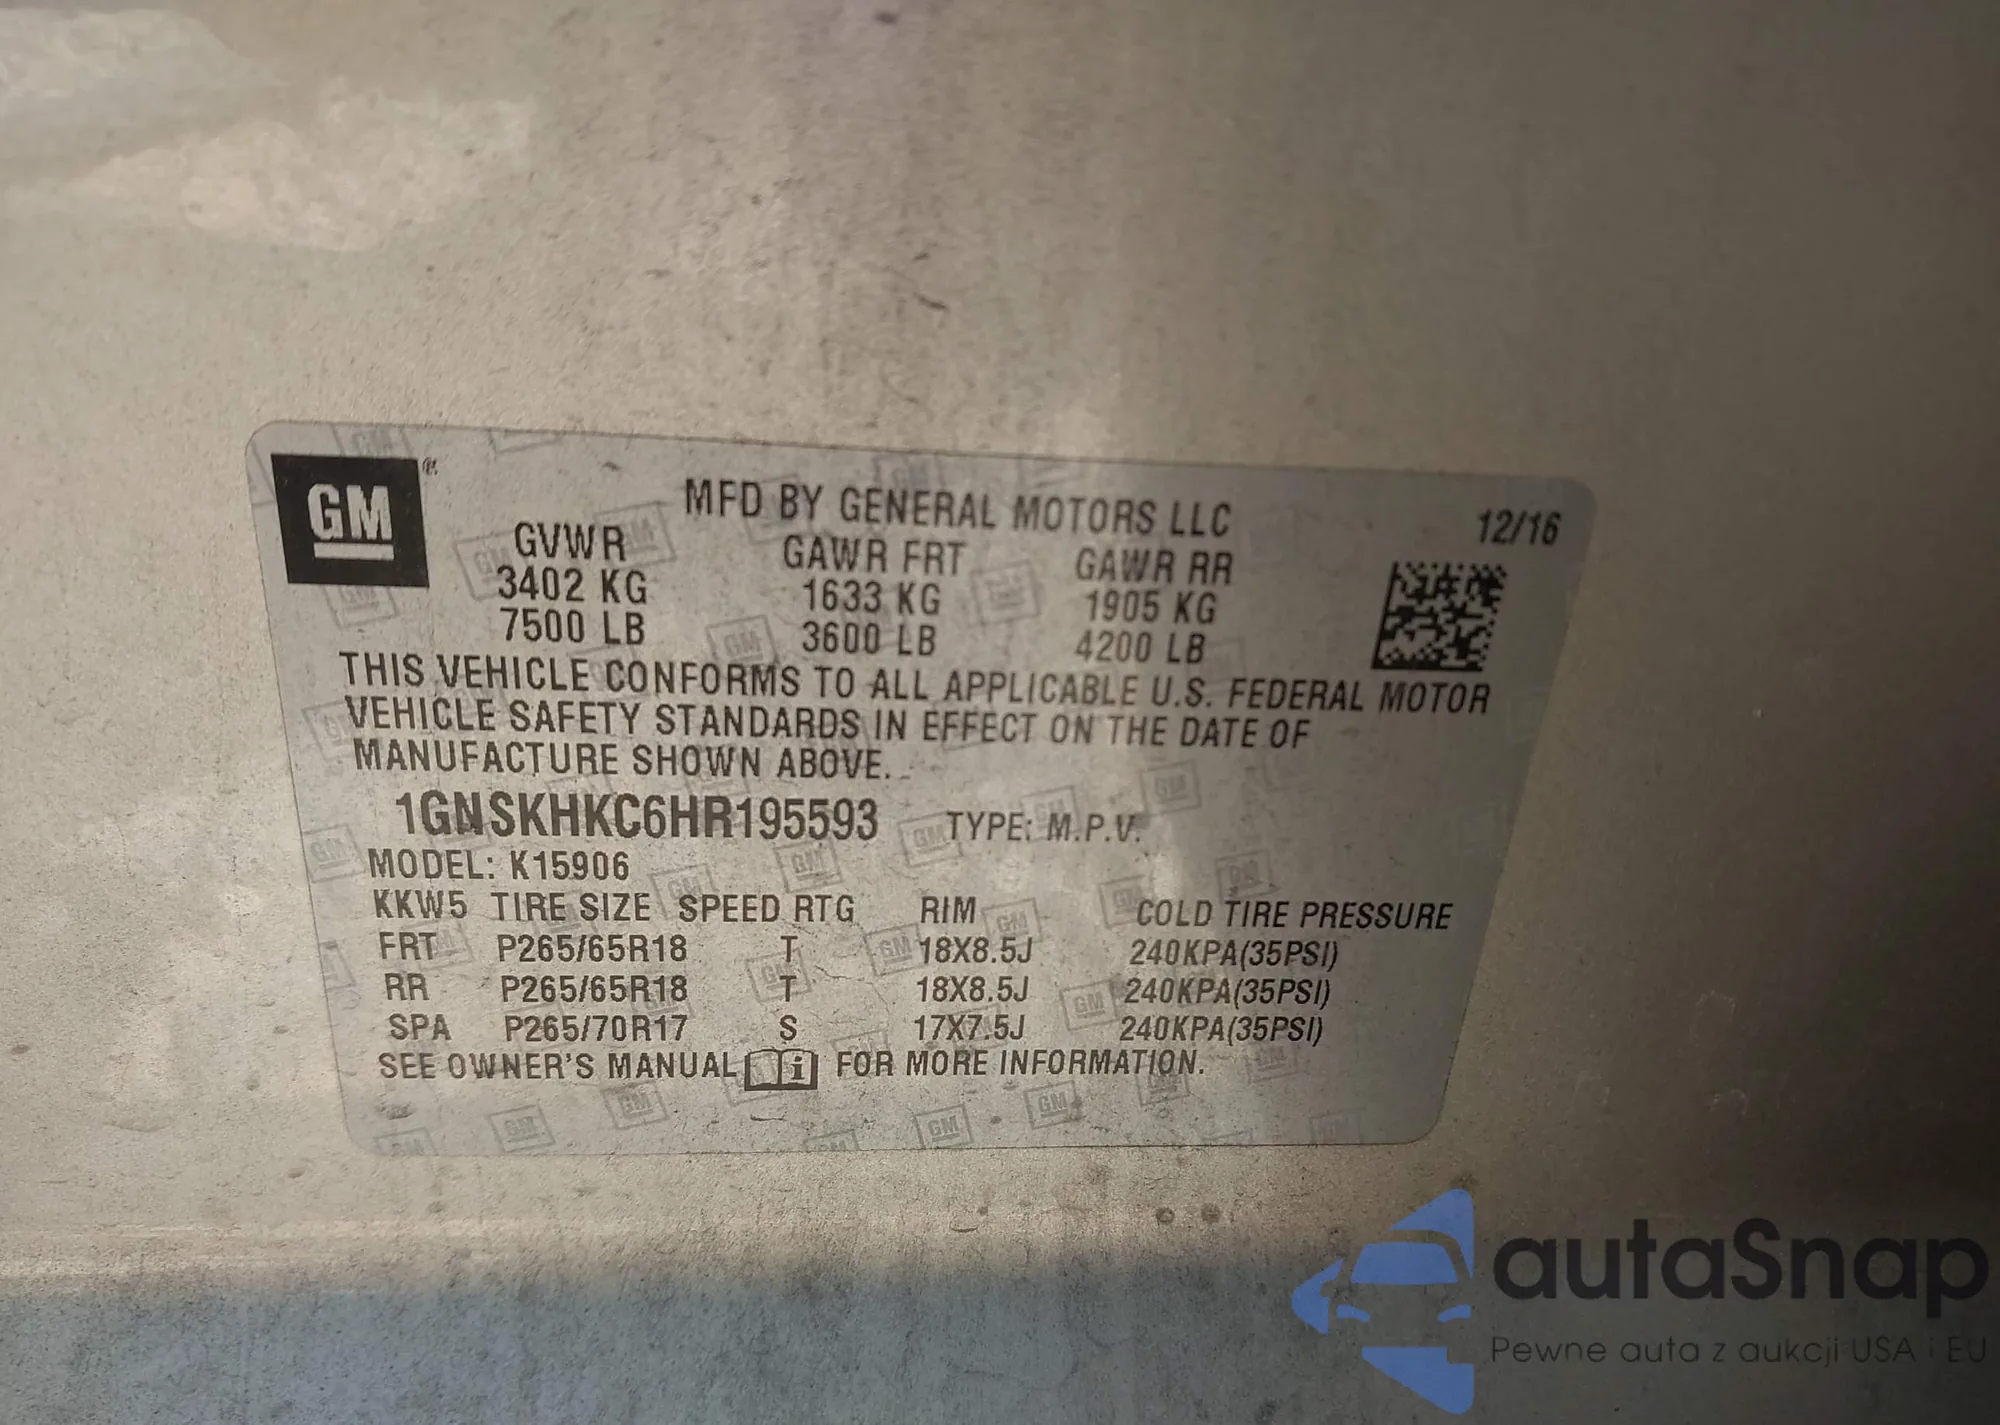 GM®
MFD BY GENERAL MOTORS LLC 12/16
GVWR GAWR FRT GAWR RR
3402 KG 1633 KG 1905 KG
7500 LB 3600 LB 4200 LB
THIS VEHICLE CONFORMS TO ALL APPLICABLE U.S. FEDERAL MOTOR
VEHICLE SAFETY STANDARDS IN EFFECT ON THE DATE OF
MANUFACTURE SHOWN ABOVE.
1GNSKHKC6HR195593 TYPE: M.P.V.
MODEL: K15906
KKW5 TIRE SIZE SPEED RTG RIM COLD TIRE PRESSURE
FRT P265/65R18 T 18X8.5J 240KPA(35PSI)
RR P265/65R18 T 18X8.5J 240KPA(35PSI)
SPA P265/70R17 S 17X7.5J 240KPA(35PSI)
SEE OWNER'S MANUAL i FOR MORE INFORMATION.
autaSnap
Pewne auta z aukcji USA i EU